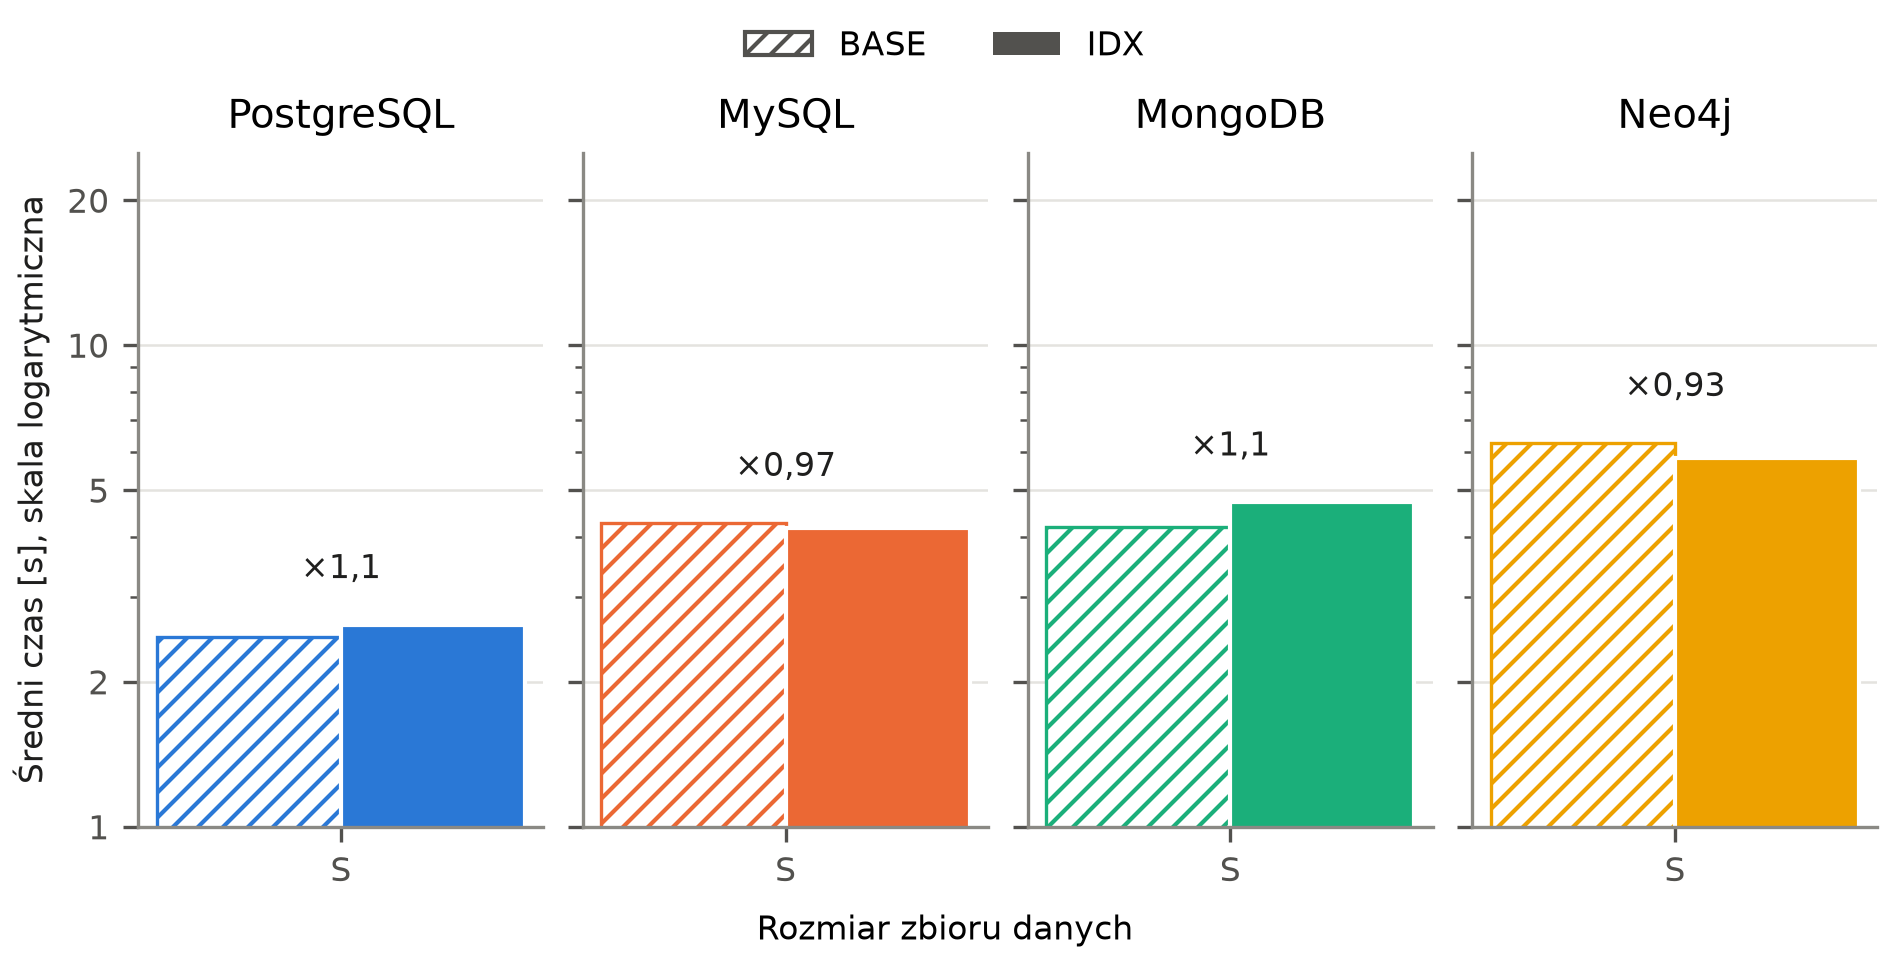 BASE IDX
PostgreSQL MySQL MongoDB Neo4j
Średni czas [s], skala logarytmiczna
20
10
5
2
1
×1,1
×0,97
×1,1
×0,93
S S S S
Rozmiar zbioru danych